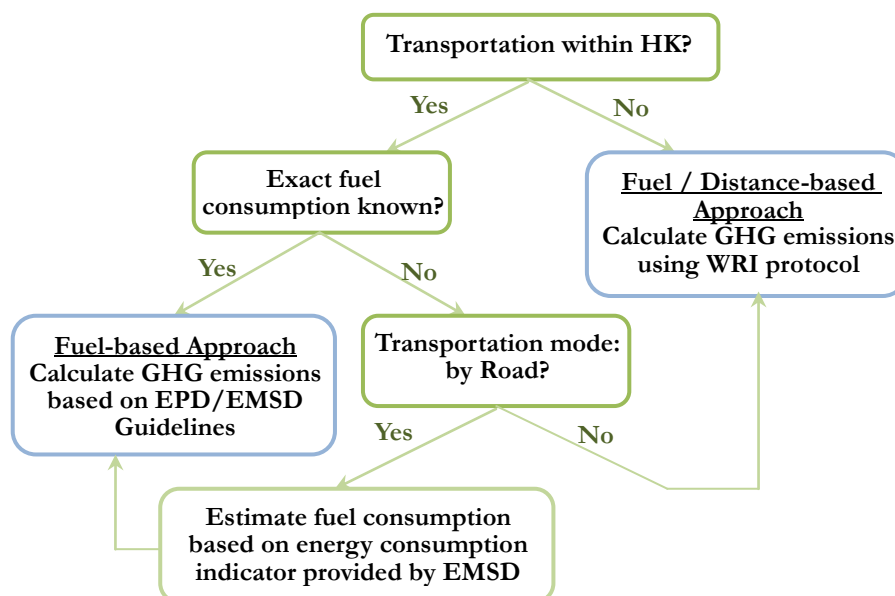 Transportation within HK?
Yes
No
Exact fuel
consumption known?
Fuel / Distance-based
Approach
Calculate GHG emissions
using WRI protocol
Yes
No
Fuel-based Approach
Calculate GHG emissions
based on EPD/EMSD
Guidelines
Transportation mode:
by Road?
Yes
No
Estimate fuel consumption
based on energy consumption
indicator provided by EMSD